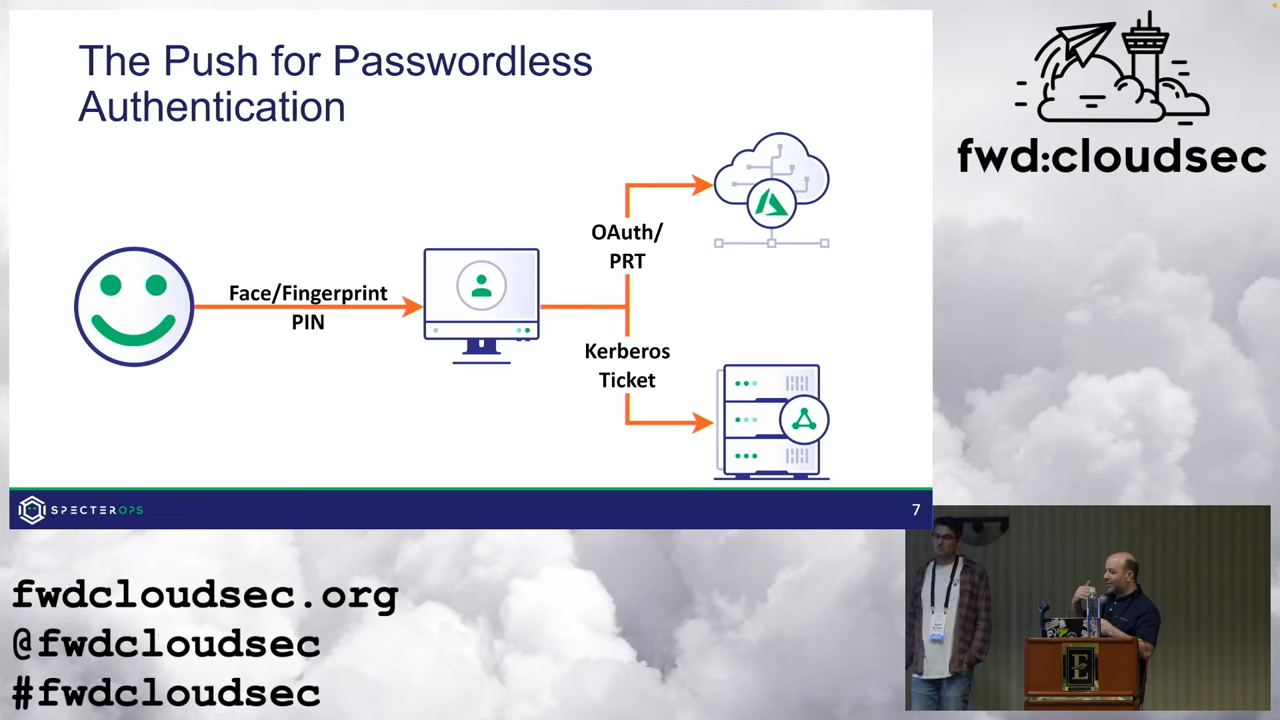 The Push for Passwordless
Authentication
Face/Fingerprint
PIN
OAuth/
PRT
Kerberos
Ticket
SPECTEROPS
7
fwd:cloudsec
fwdcloudsec.org
@fwdcloudsec
#fwdcloudsec
E